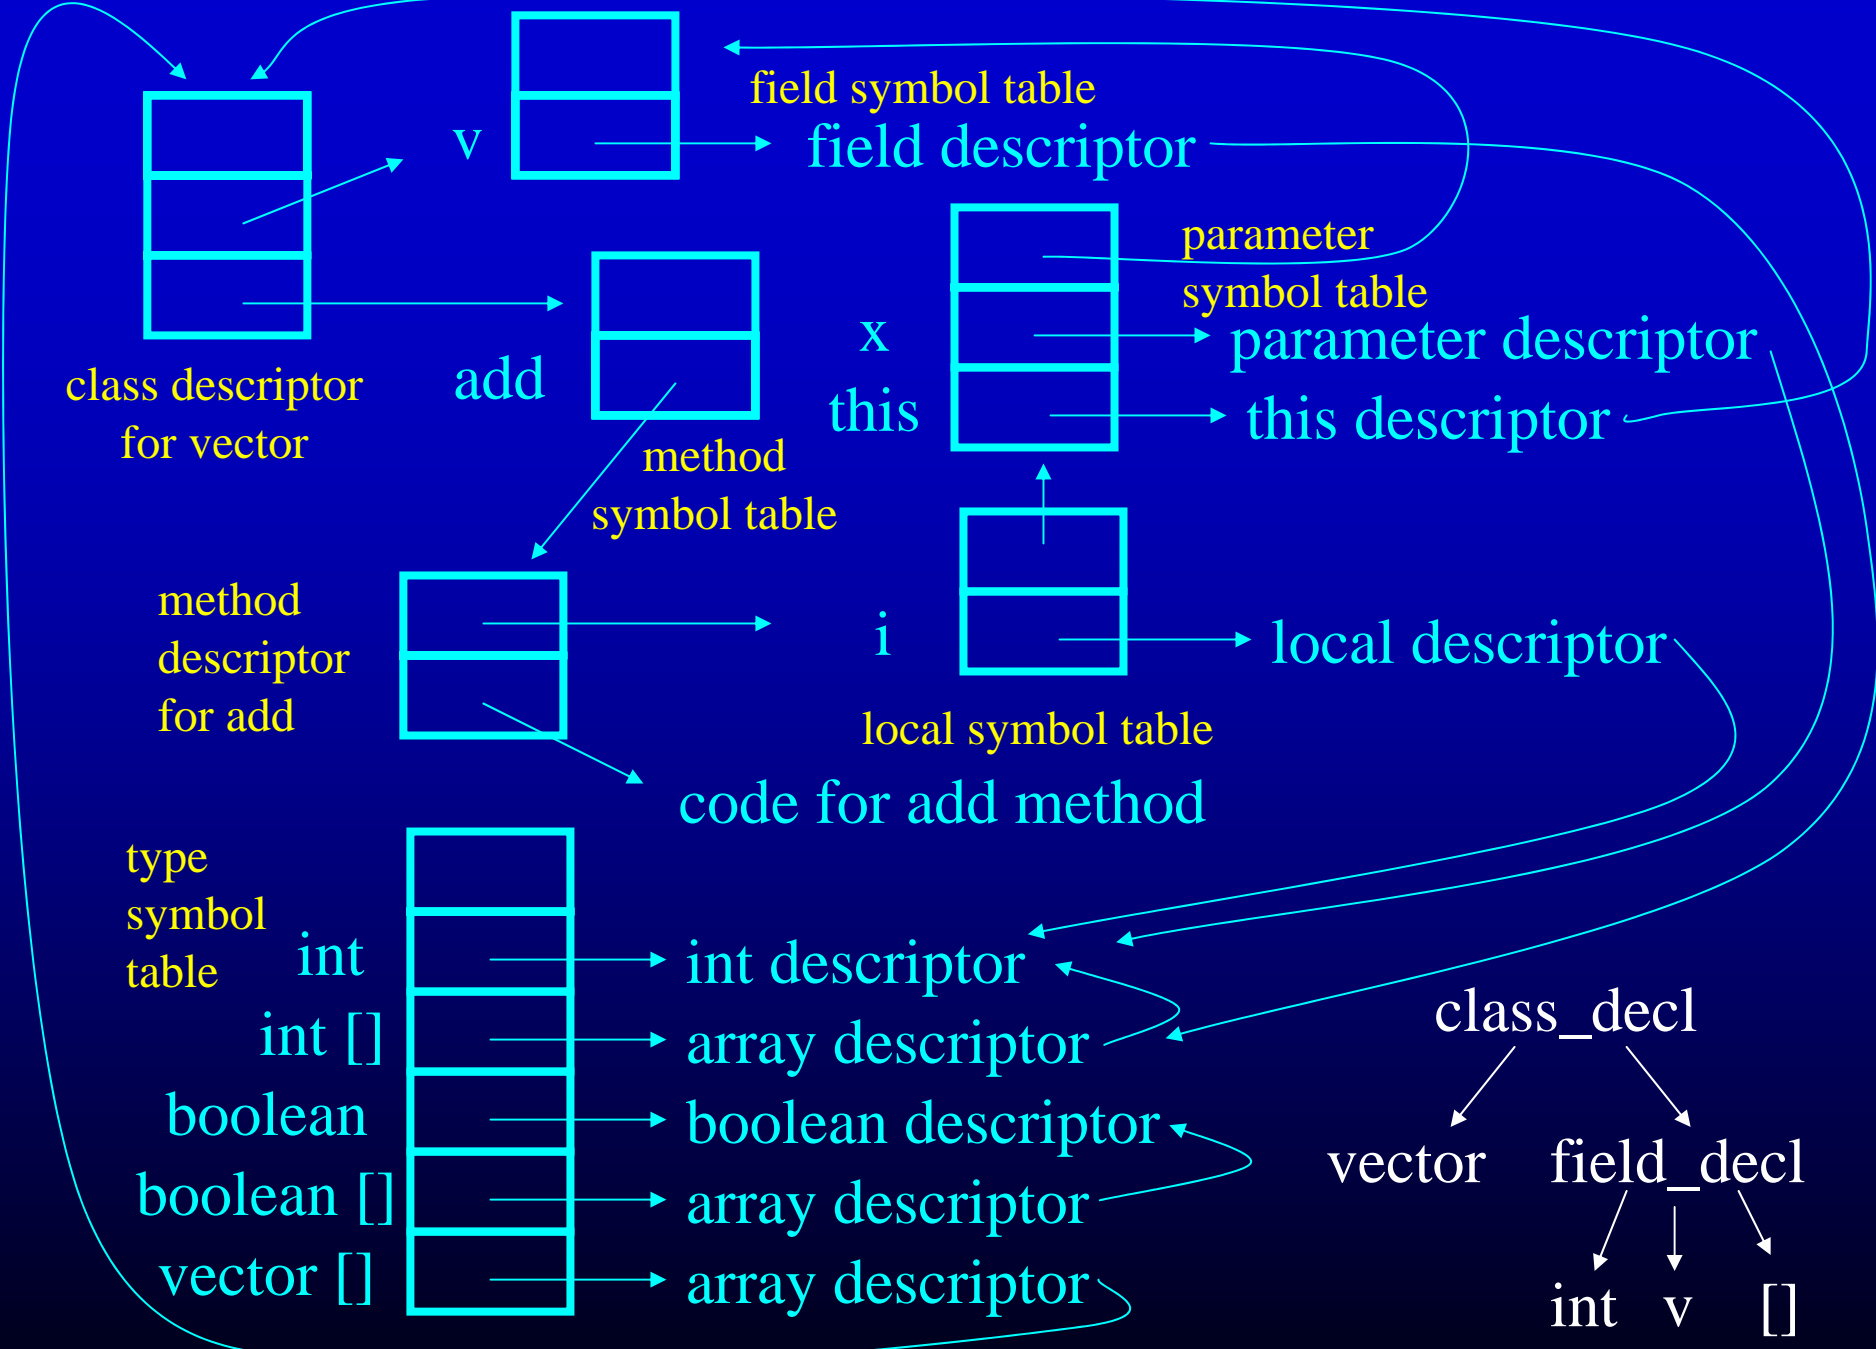 field symbol table
v
field descriptor
class descriptor
for vector
add
method
symbol table
parameter
symbol table
x
parameter descriptor
this
this descriptor
method
descriptor
for add
i
local descriptor
local symbol table
code for add method
type
symbol
table
int
int descriptor
int []
array descriptor
boolean
boolean descriptor
boolean []
array descriptor
vector []
array descriptor
class_decl
vector
field_decl
int
v
[]